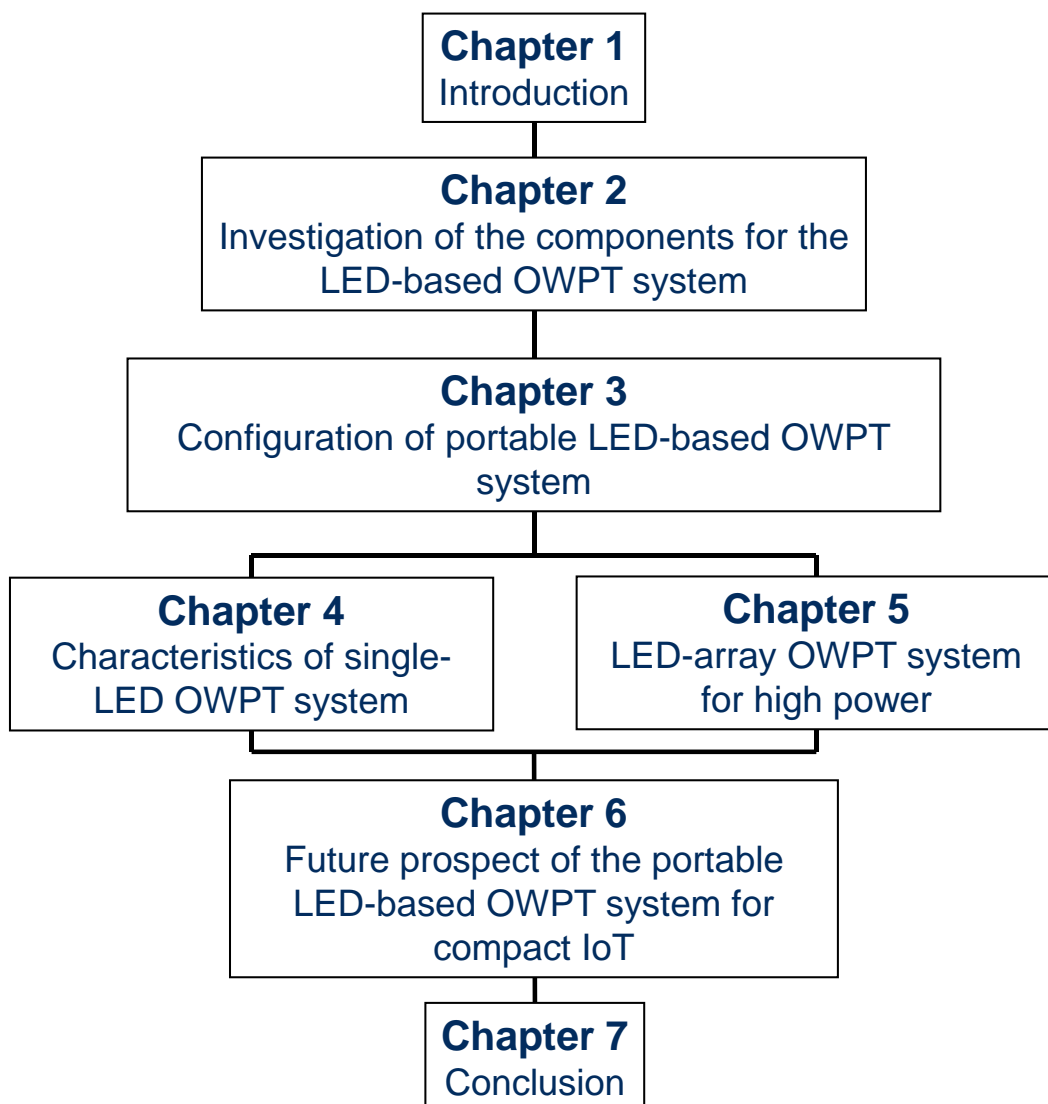 Chapter 1
Introduction
Chapter 2
Investigation of the components for the
LED-based OWPT system
Chapter 3
Configuration of portable LED-based OWPT
system
Chapter 4
Characteristics of single-
LED OWPT system
Chapter 5
LED-array OWPT system
for high power
Chapter 6
Future prospect of the portable
LED-based OWPT system for
compact IoT
Chapter 7
Conclusion